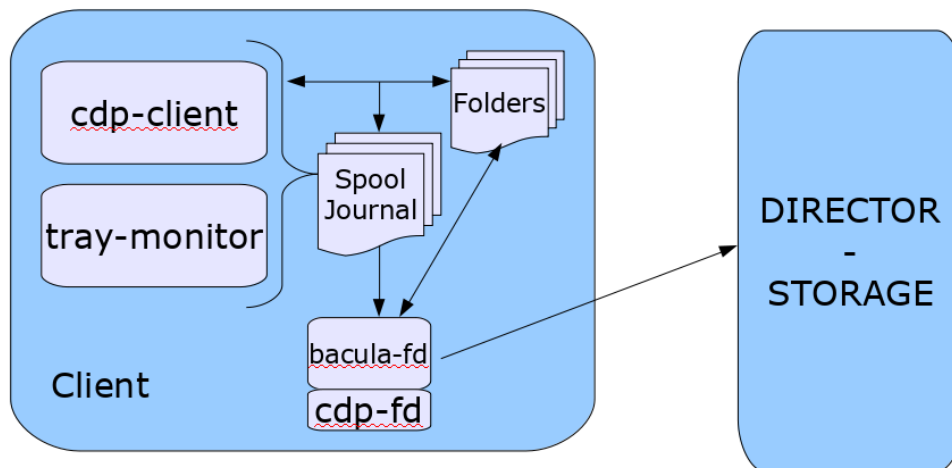 cdp-client
tray-monitor
Folders
Spool
Journal
bacula-fd
cdp-fd
Client
DIRECTOR
-
STORAGE